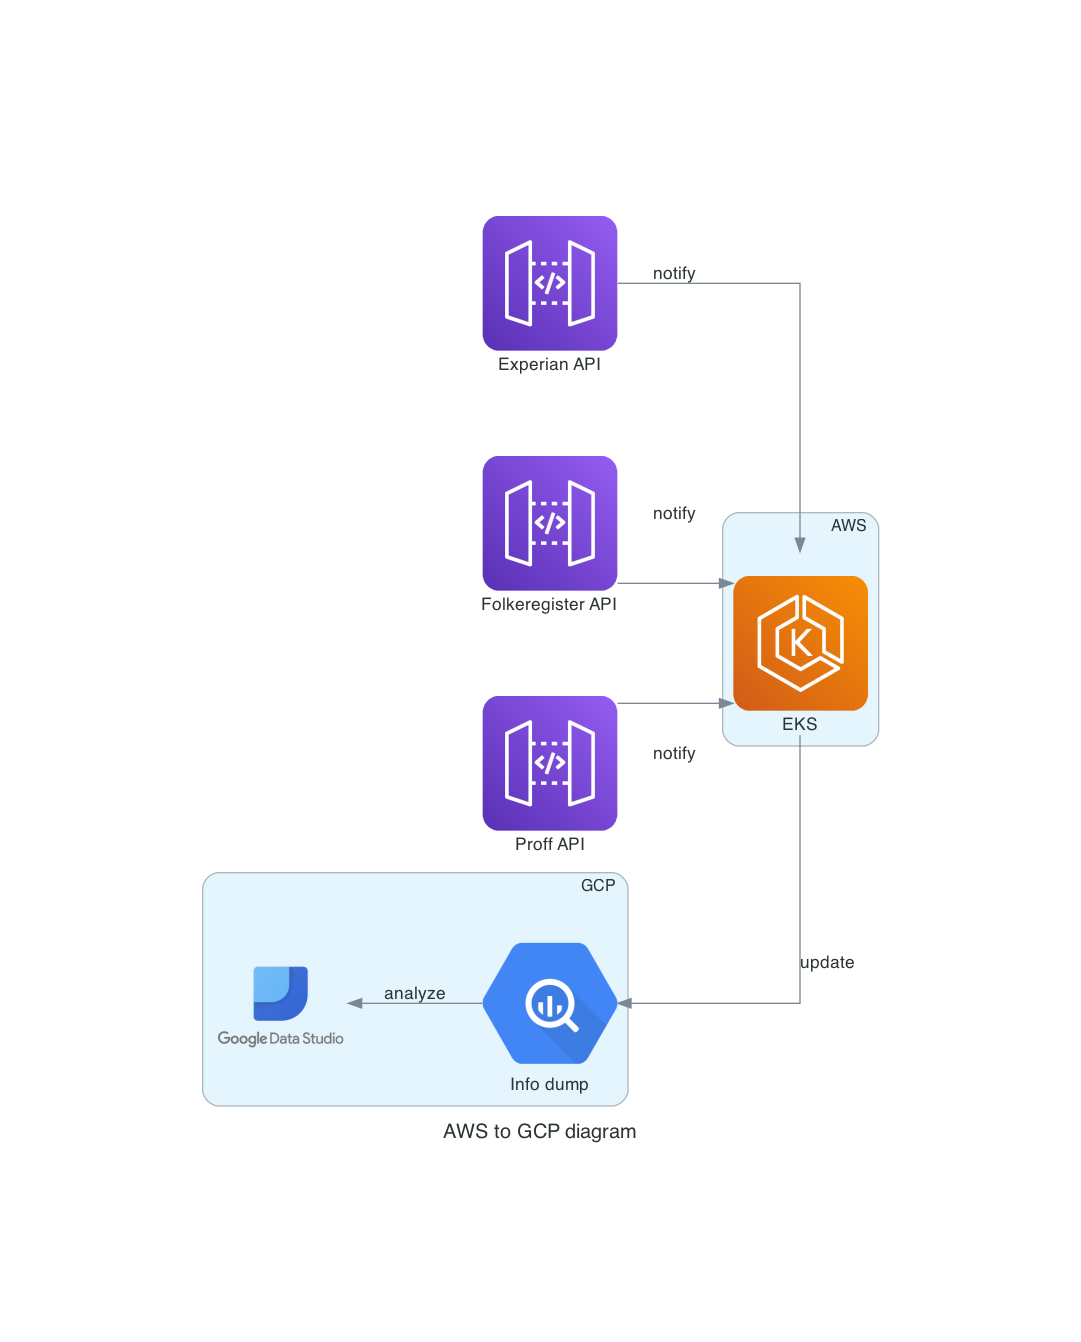 notify
Experian API
notify
AWS
Folkeregister API
K
EKS
notify
Proff API
GCP
update
analyze
Google Data Studio
Info dump
AWS to GCP diagram